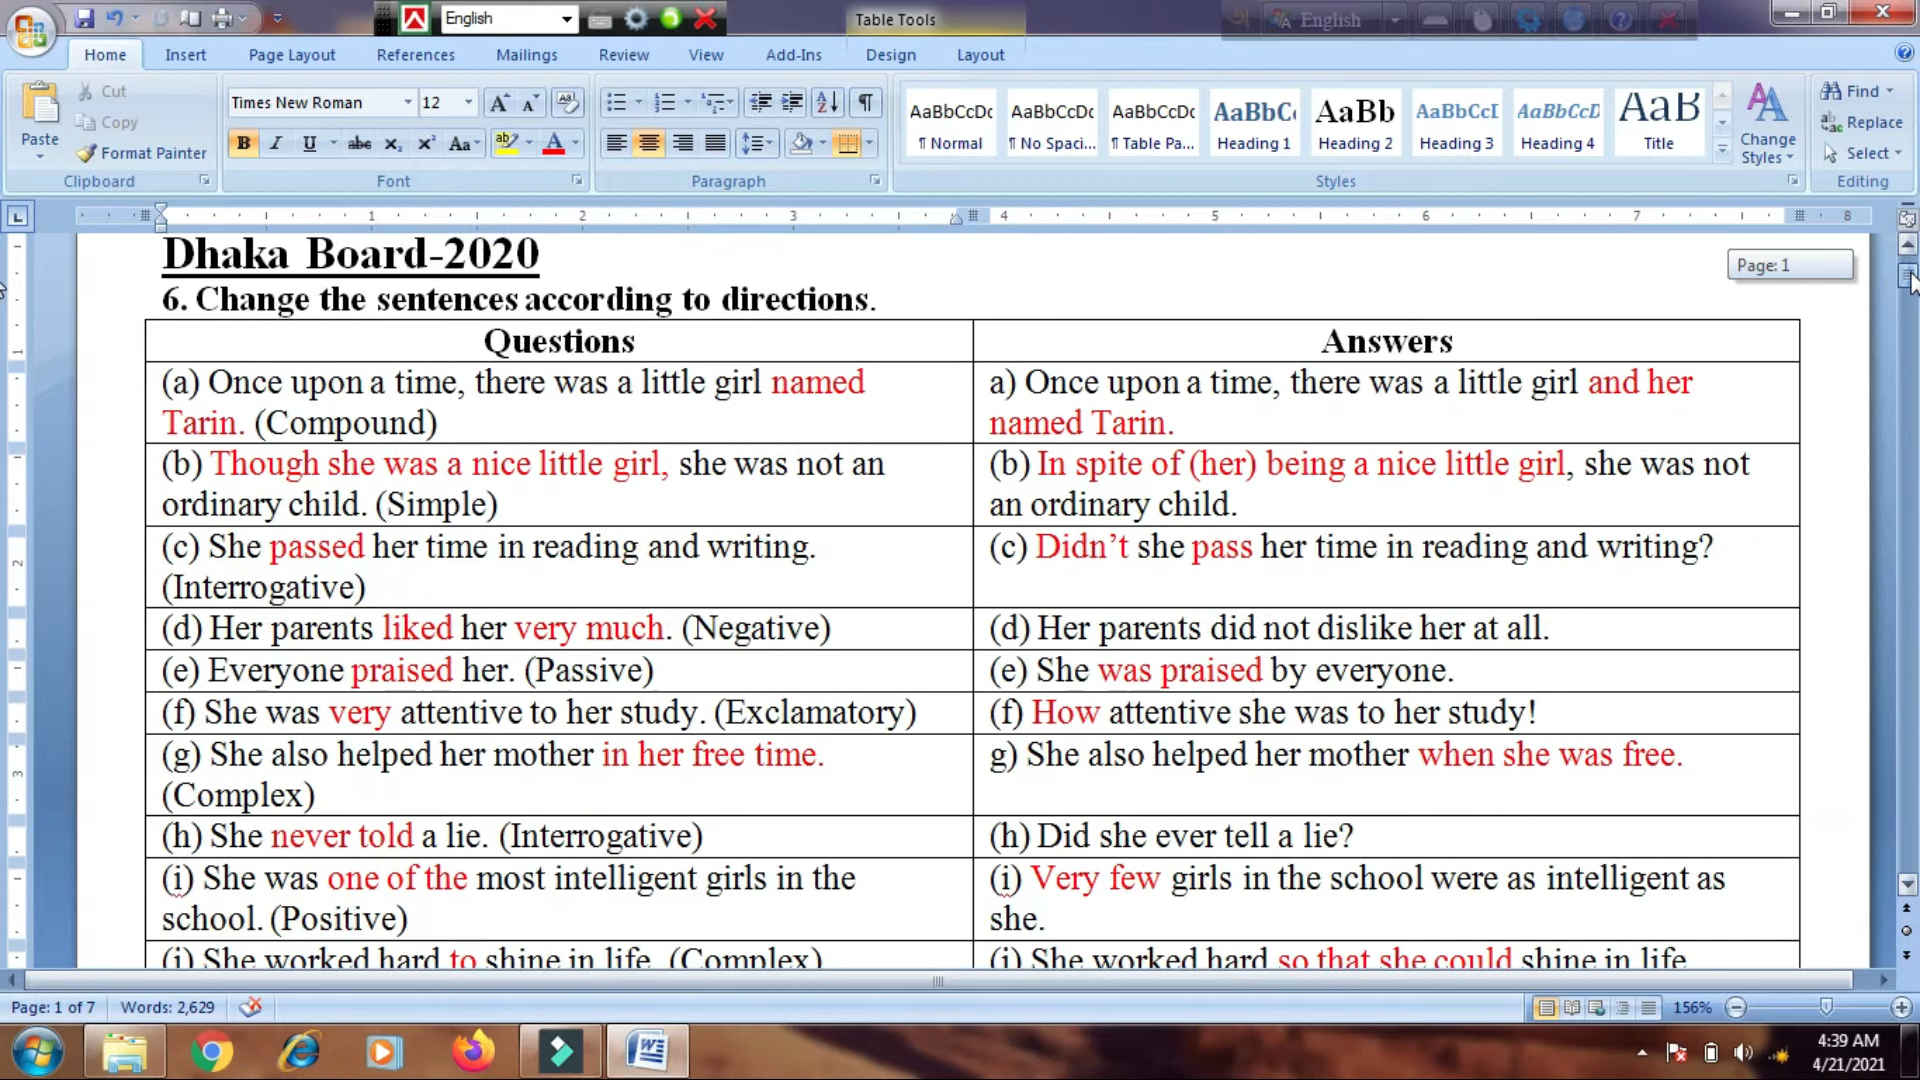 English
Table Tools
English
Home Insert Page Layout References Mailings Review View Add-Ins Design Layout
Paste
Cut
Copy
Format Painter
Clipboard
Times New Roman 12
Font
Paragraph
AaBbCcDc AaBbCcDc AaBbCcDc AaBbC AaBb AaBbCcI AaBbCcD AaB
¶ Normal ¶ No Spaci... ¶ Table Pa... Heading 1 Heading 2 Heading 3 Heading 4 Title
Change Styles
Styles
Find
Replace
Select
Editing
1 2 3 4 5 6 7 8
Page: 1
Dhaka Board-2020
6. Change the sentences according to directions.
Questions Answers
(a) Once upon a time, there was a little girl named
Tarin. (Compound)
a) Once upon a time, there was a little girl and her
named Tarin.
(b) Though she was a nice little girl, she was not an
ordinary child. (Simple)
(b) In spite of (her) being a nice little girl, she was not
an ordinary child.
(c) She passed her time in reading and writing.
(Interrogative)
(c) Didn’t she pass her time in reading and writing?
(d) Her parents liked her very much. (Negative)
(d) Her parents did not dislike her at all.
(e) Everyone praised her. (Passive)
(e) She was praised by everyone.
(f) She was very attentive to her study. (Exclamatory)
(f) How attentive she was to her study!
(g) She also helped her mother in her free time.
(Complex)
g) She also helped her mother when she was free.
(h) She never told a lie. (Interrogative)
(h) Did she ever tell a lie?
(i) She was one of the most intelligent girls in the
school. (Positive)
(i) Very few girls in the school were as intelligent as
she.
(j) She worked hard to shine in life. (Complex)
(j) She worked hard so that she could shine in life
Page: 1 of 7 Words: 2,629
156%
4:39 AM
4/21/2021